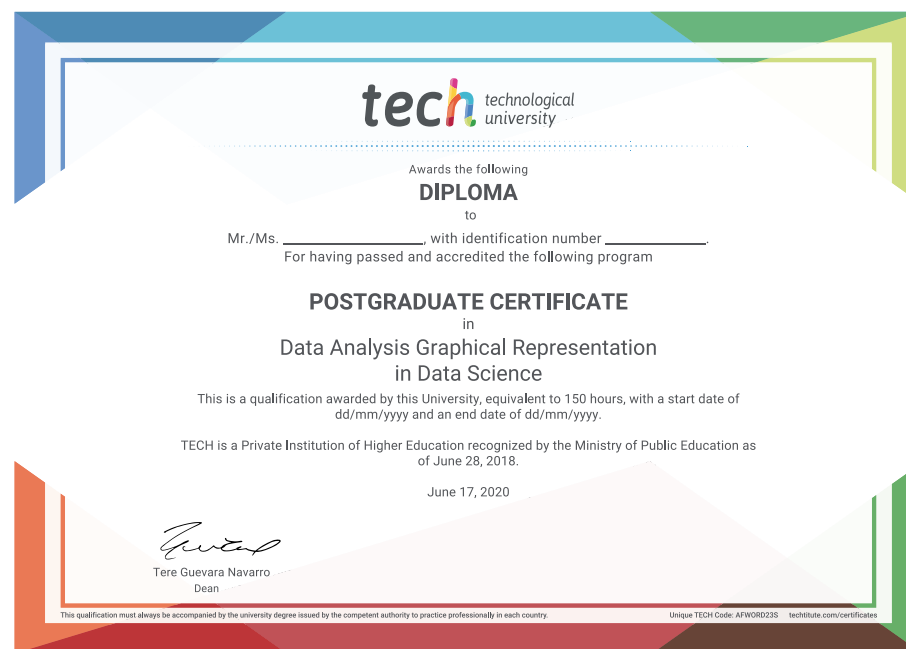 tech technological
university
Awards the following
DIPLOMA
to
Mr./Ms. ____________________, with identification number ______________.
For having passed and accredited the following program
POSTGRADUATE CERTIFICATE
in
Data Analysis Graphical Representation
in Data Science
This is a qualification awarded by this University, equivalent to 150 hours, with a start date of
dd/mm/yyyy and an end date of dd/mm/yyyy.
TECH is a Private Institution of Higher Education recognized by the Ministry of Public Education as
of June 28, 2018.
June 17, 2020
Tere Guevara Navarro
Dean
This qualification must always be accompanied by the university degree issued by the competent authority to practice professionally in each country.
Unique TECH Code: AFWORD23S techtitute.com/certificates